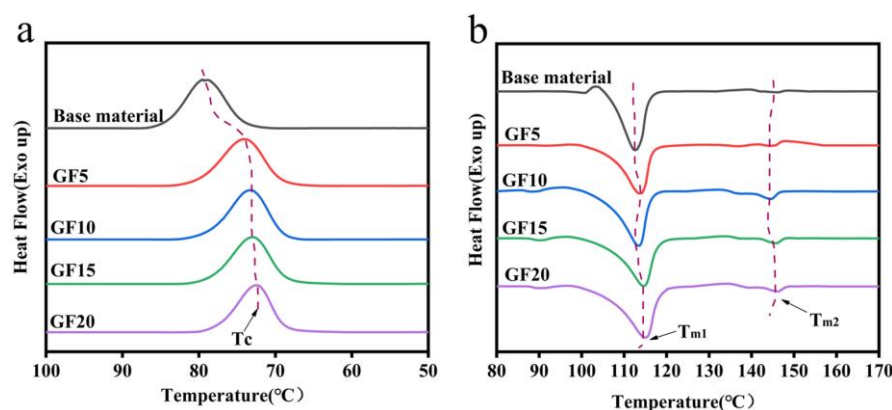 a
Heat Flow(Exo up)
Base material
GF5
GF10
GF15
GF20
Tc
100 90 80 70 60 50
Temperature(℃)
b
Heat Flow(Exo up)
Base material
GF5
GF10
GF15
GF20
Tm1
Tm2
80 90 100 110 120 130 140 150 160 170
Temperature(℃)